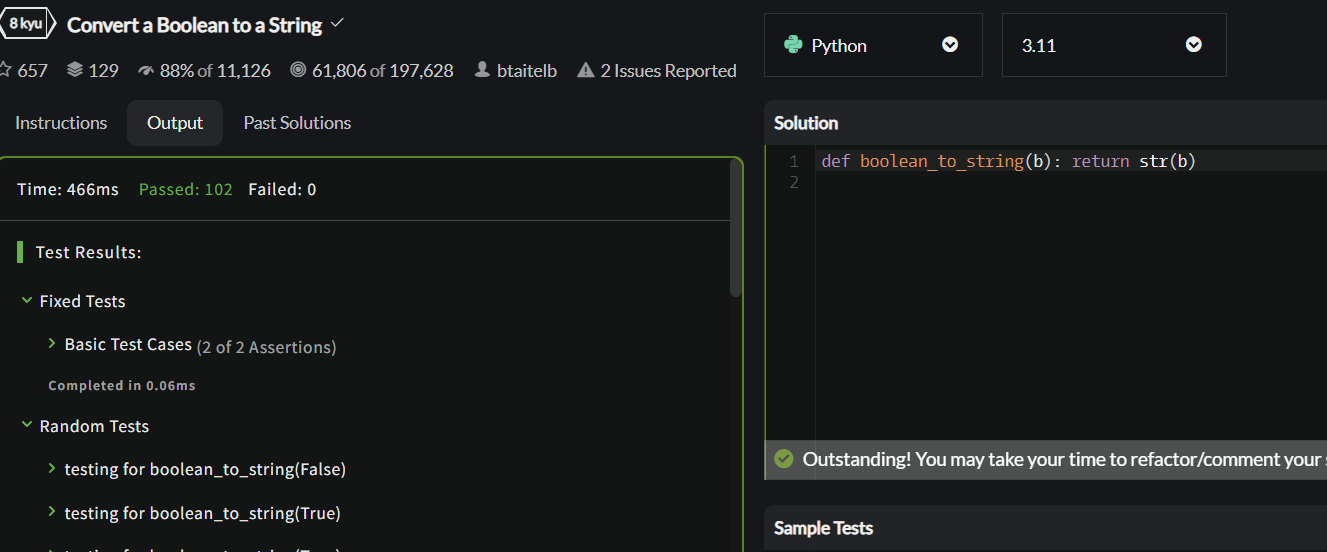 8 kyu Convert a Boolean to a String
657 129 88% of 11,126 61,806 of 197,628 btaitelb 2 Issues Reported
Instructions Output Past Solutions
Time: 466ms Passed: 102 Failed: 0
Test Results:
Fixed Tests
Basic Test Cases (2 of 2 Assertions)
Completed in 0.06ms
Random Tests
testing for boolean_to_string(False)
testing for boolean_to_string(True)
Python 3.11
Solution
1 def boolean_to_string(b): return str(b)
2
Outstanding! You may take your time to refactor/comment your
Sample Tests